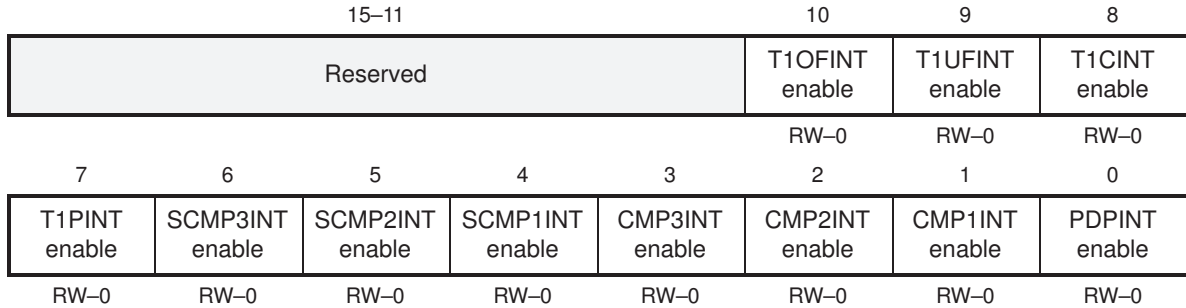 15–11 10 9 8
Reserved T1OFINT enable T1UFINT enable T1CINT enable
RW–0 RW–0 RW–0
7 6 5 4 3 2 1 0
T1PINT enable SCMP3INT enable SCMP2INT enable SCMP1INT enable CMP3INT enable CMP2INT enable CMP1INT enable PDPINT enable
RW–0 RW–0 RW–0 RW–0 RW–0 RW–0 RW–0 RW–0